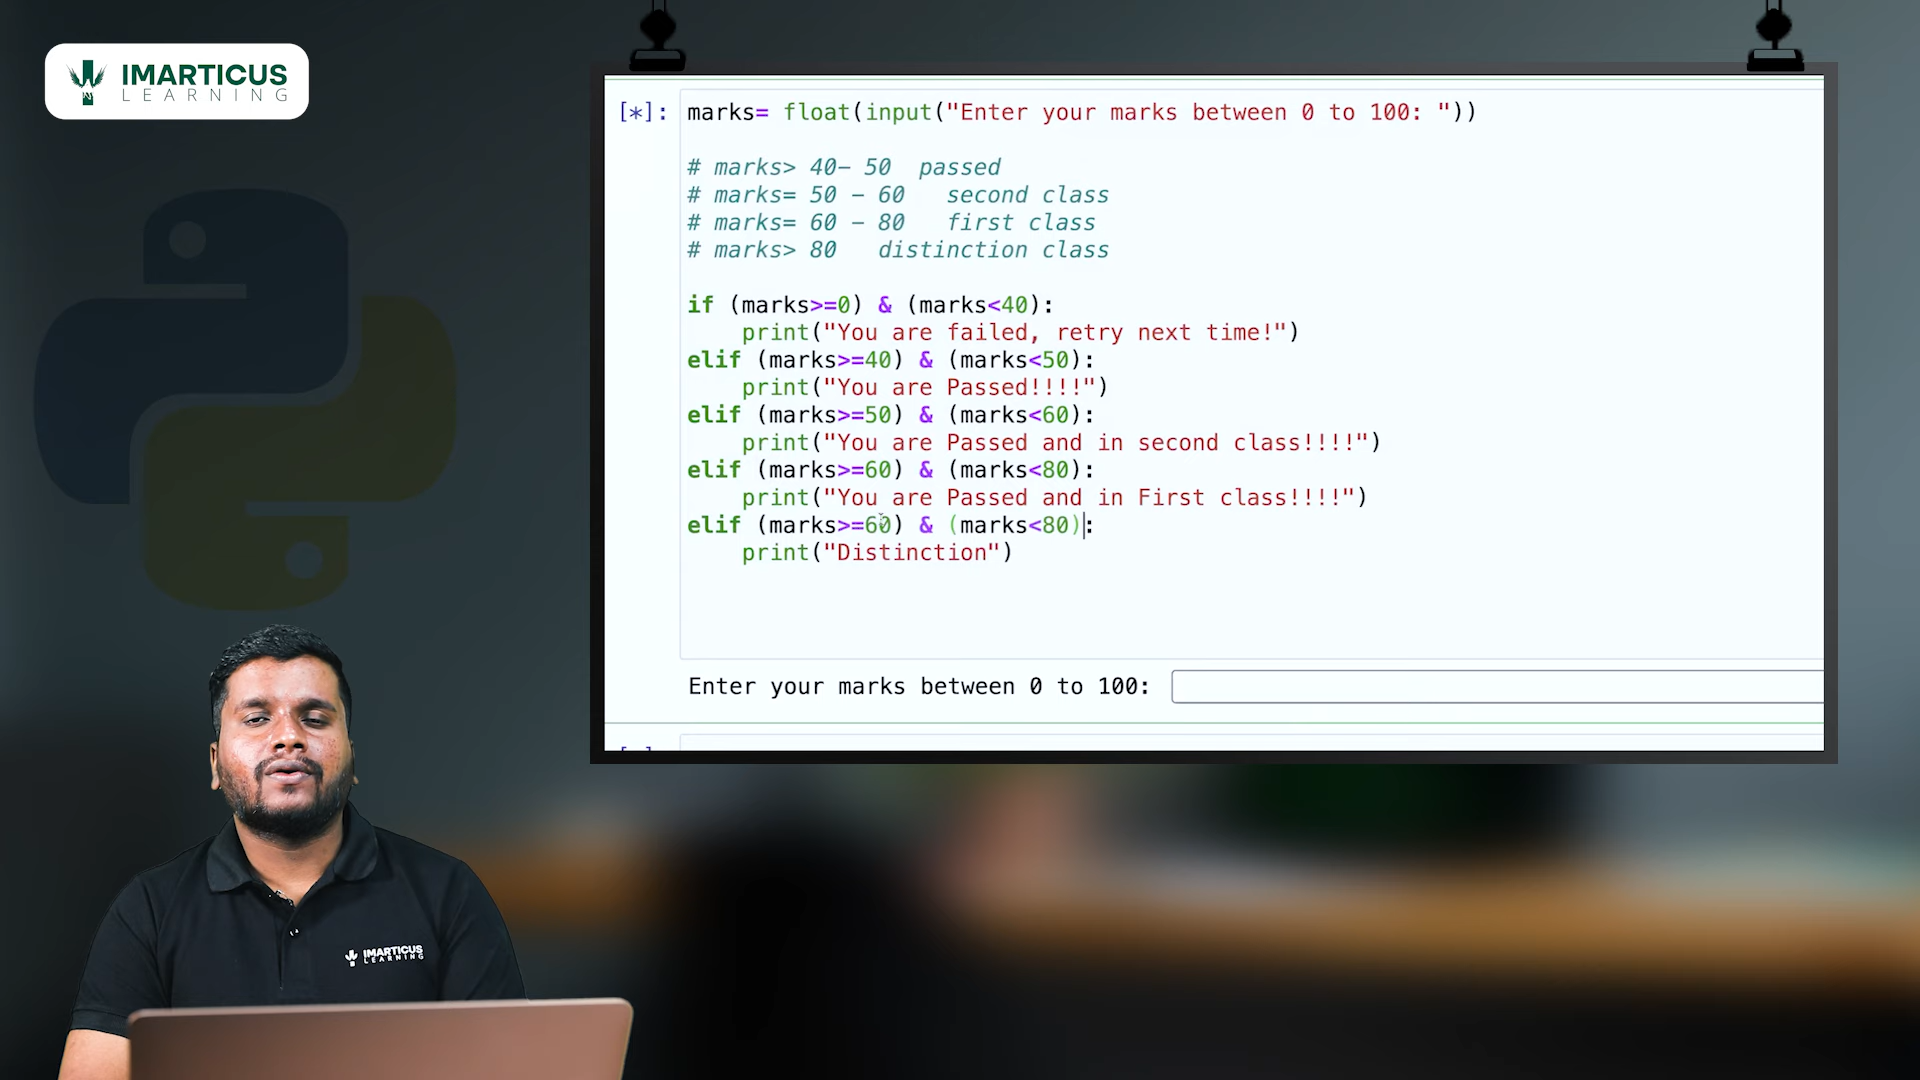 IMARTICUS
LEARNING
[*]: marks= float(input("Enter your marks between 0 to 100: "))
# marks> 40- 50  passed
# marks= 50 - 60   second class
# marks= 60 - 80   first class
# marks> 80   distinction class
if (marks>=0) & (marks<40):
    print("You are failed, retry next time!")
elif (marks>=40) & (marks<50):
    print("You are Passed!!!!")
elif (marks>=50) & (marks<60):
    print("You are Passed and in second class!!!!")
elif (marks>=60) & (marks<80):
    print("You are Passed and in First class!!!!")
elif (marks>=60) & (marks<80):
    print("Distinction")
Enter your marks between 0 to 100:
IMARTICUS
LEARNING